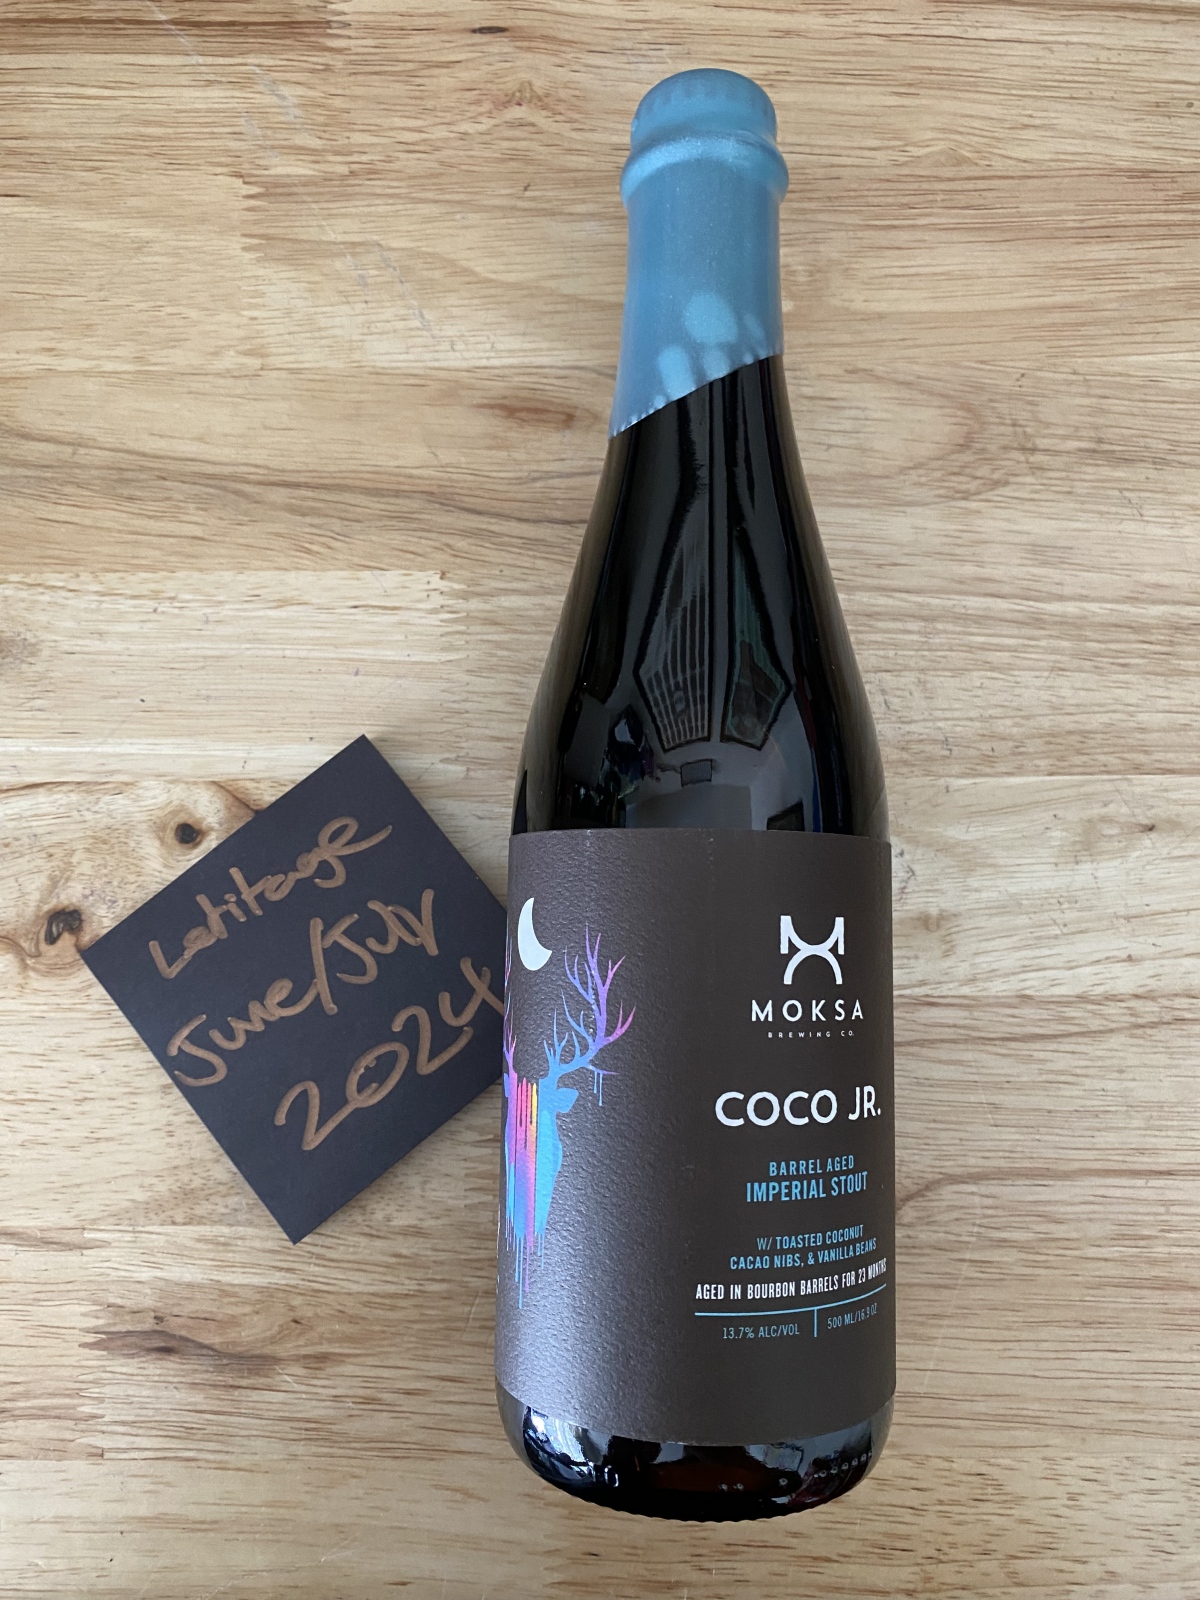 Latitage
June/July
2024
MOKSA
BREWING CO.
COCO JR.
BARREL AGED
IMPERIAL STOUT
W/ TOASTED COCONUT
CACAO NIBS, & VANILLA BEANS
AGED IN BOURBON BARRELS FOR 23 MONTHS
13.7% ALC/VOL
500 ML/16.9 OZ